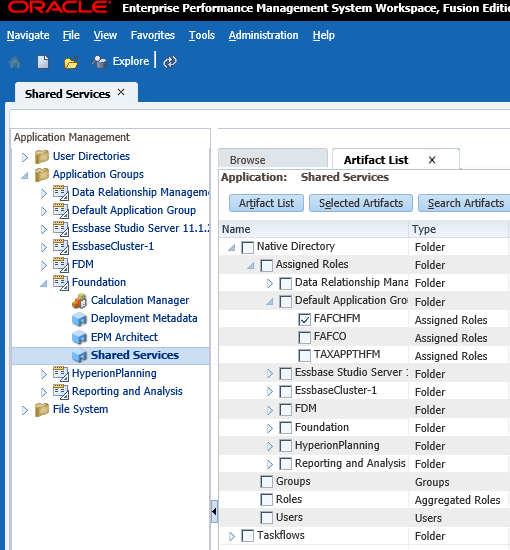 ORACLE Enterprise Performance Management System Workspace, Fusion Editi
Navigate File View Favorites Tools Administration Help
Explore
Shared Services ×
Application Management
User Directories
Application Groups
Data Relationship Managem
Default Application Group
Essbase Studio Server 11.1.2
EssbaseCluster-1
FDM
Foundation
Calculation Manager
Deployment Metadata
EPM Architect
Shared Services
HyperionPlanning
Reporting and Analysis
File System
Browse Artifact List ×
Application: Shared Services
Artifact List Selected Artifacts Search Artifacts
Name Type
Native Directory Folder
Assigned Roles Folder
Data Relationship Mana Folder
Default Application Gro Folder
FAFCHFM Assigned Roles
FAFCO Assigned Roles
TAXAPPTHFM Assigned Roles
Essbase Studio Server Folder
EssbaseCluster-1 Folder
FDM Folder
Foundation Folder
HyperionPlanning Folder
Reporting and Analysis Folder
Groups Groups
Roles Aggregated Roles
Users Users
Taskflows Folder